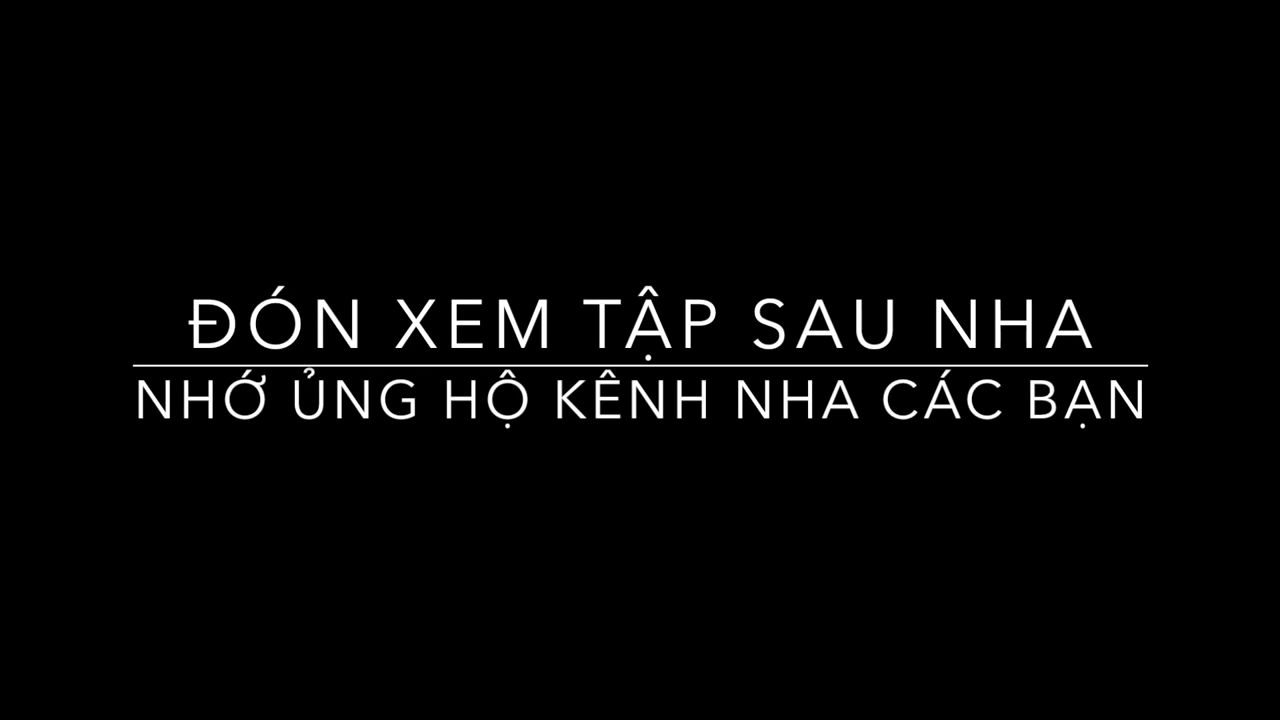 ĐÓN XEM TẬP SAU NHA
NHỚ ỦNG HỘ KÊNH NHA CÁC BẠN